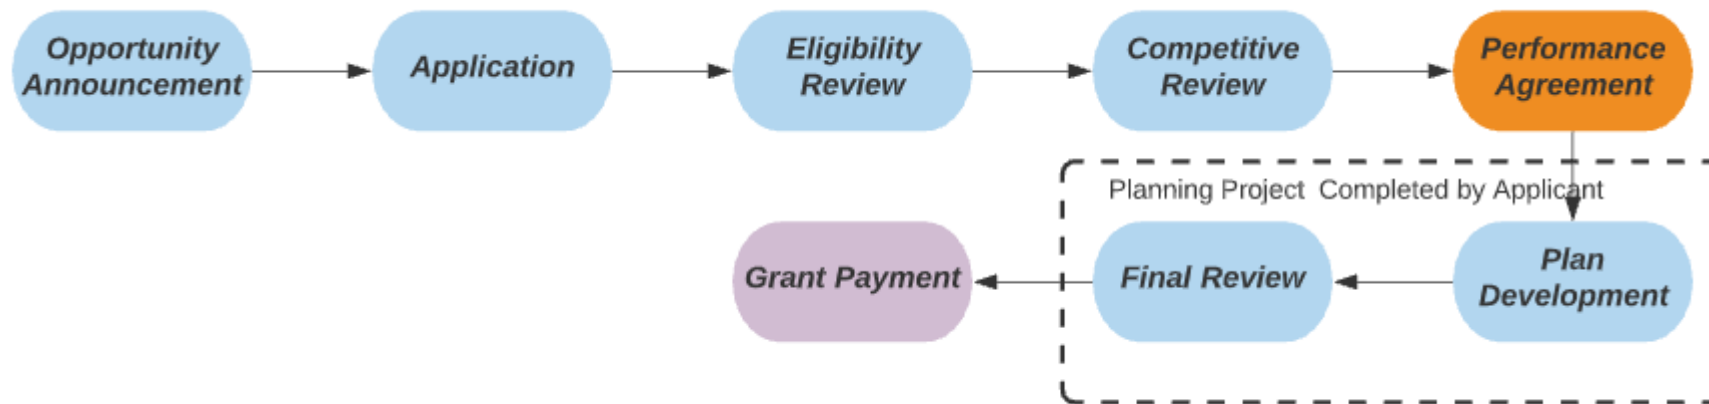 Opportunity
Announcement
Application
Eligibility
Review
Competitive
Review
Performance
Agreement
Planning Project  Completed by Applicant
Plan
Development
Final Review
Grant Payment